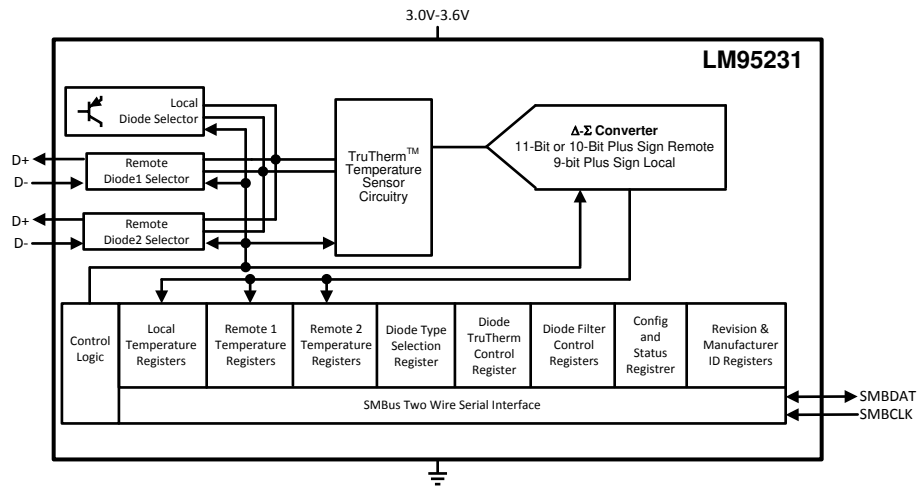 3.0V-3.6V
LM95231
Local
Diode Selector
D+
D-
Remote
Diode1 Selector
D+
D-
Remote
Diode2 Selector
TruTherm™
Temperature
Sensor
Circuitry
Δ-Σ Converter
11-Bit or 10-Bit Plus Sign Remote
9-bit Plus Sign Local
Control
Logic
Local
Temperature
Registers
Remote 1
Temperature
Registers
Remote 2
Temperature
Registers
Diode Type
Selection
Register
Diode
TruTherm
Control
Register
Diode Filter
Control
Registers
Config
and
Status
Registrer
Revision &
Manufacturer
ID Registers
SMBus Two Wire Serial Interface
SMBDAT
SMBCLK